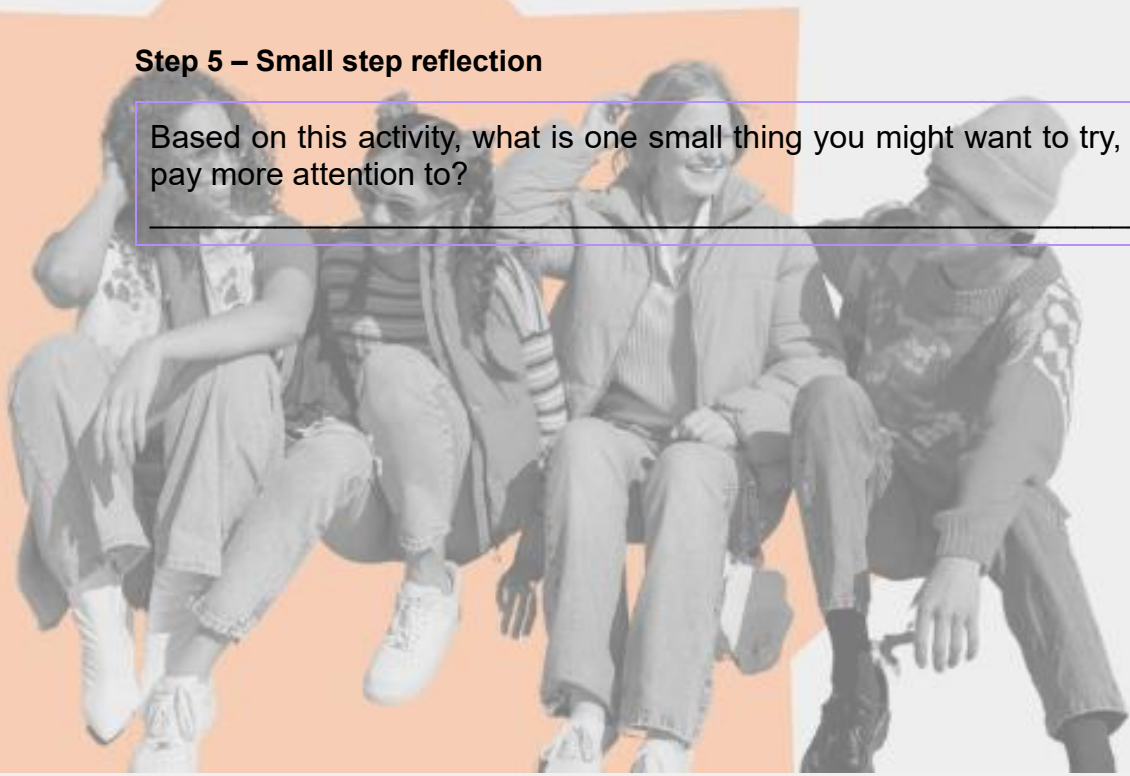 Step 5 – Small step reflection
Based on this activity, what is one small thing you might want to try,
pay more attention to?